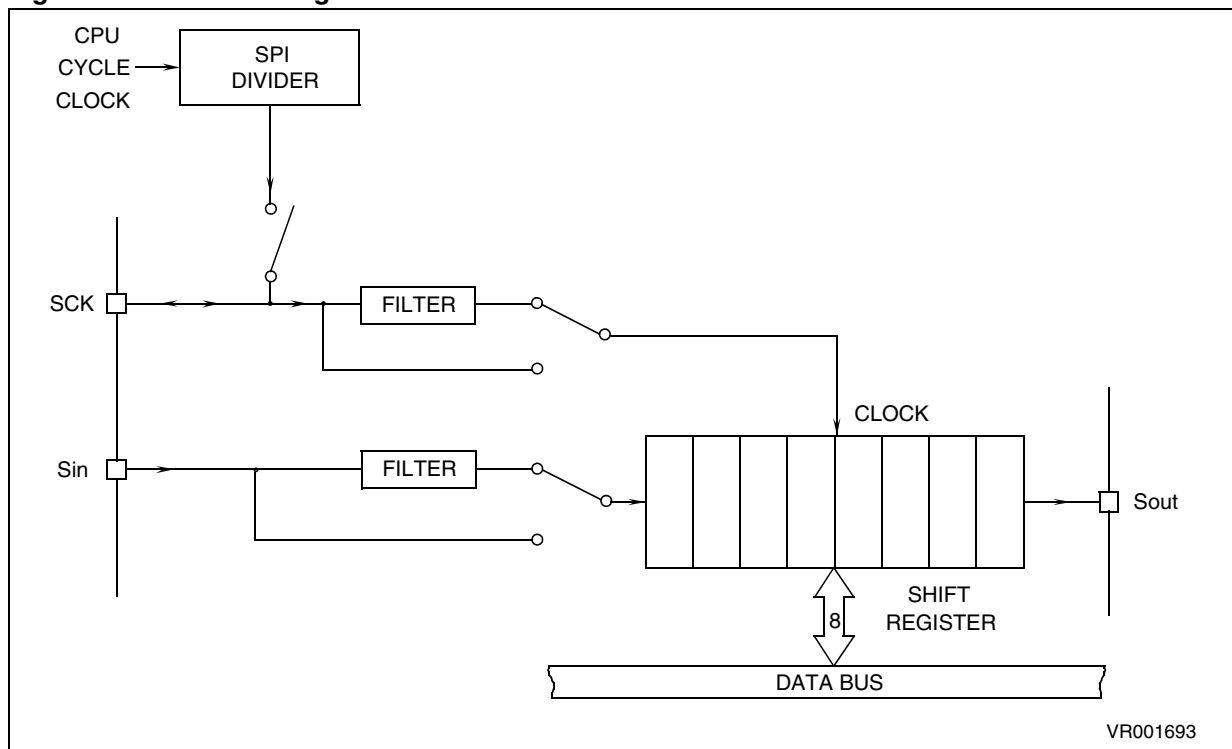 CPU
CYCLE
CLOCK
SPI
DIVIDER
SCK
FILTER
CLOCK
Sin
FILTER
Sout
SHIFT
REGISTER
8
DATA BUS
VR001693